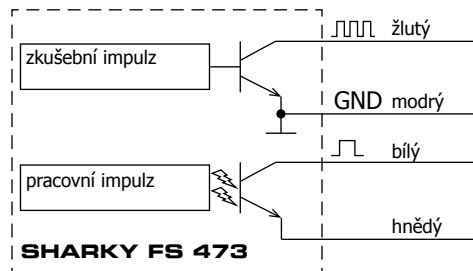 žlutý
zkušební impulz
GND modrý
bílý
pracovní impulz
hnědý
SHARKY FS 473